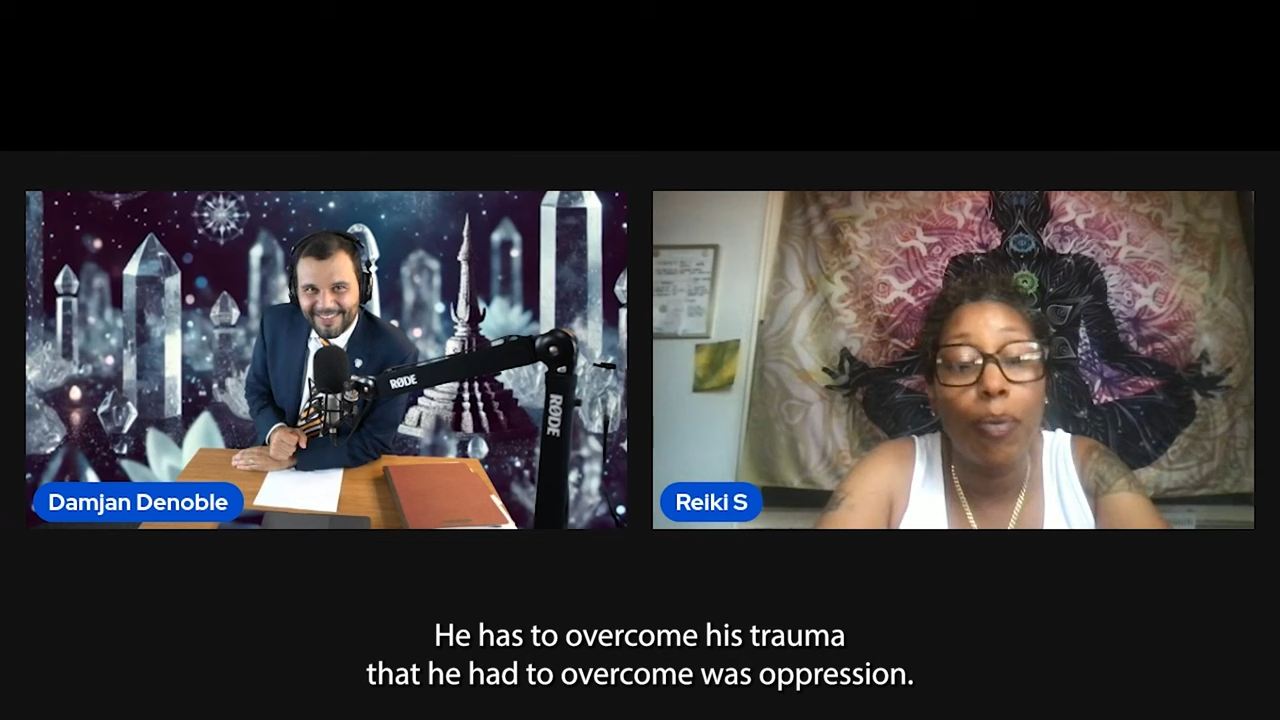 RØDE
RØDE
Damjan Denoble
Reiki S
He has to overcome his trauma
that he had to overcome was oppression.